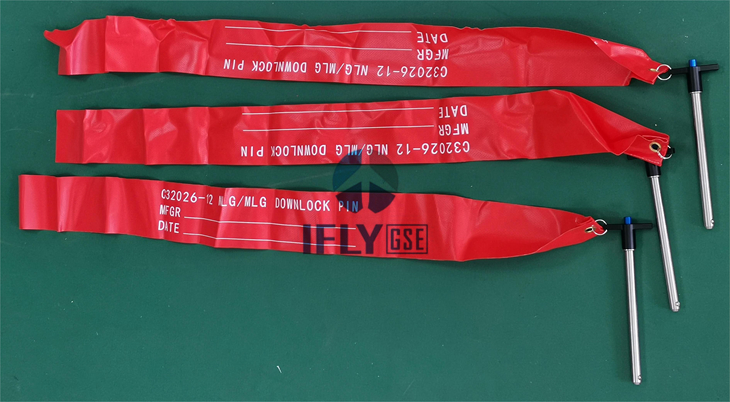 DATE
MFGR
C32026-12 NLG/MLG DOWNLOCK PIN
DATE
MFGR
C32026-12 NLG/MLG DOWNLOCK PIN
C32026-12 NLG/MLG DOWNLOCK PIN
MFGR
DATE
IFLY GSE